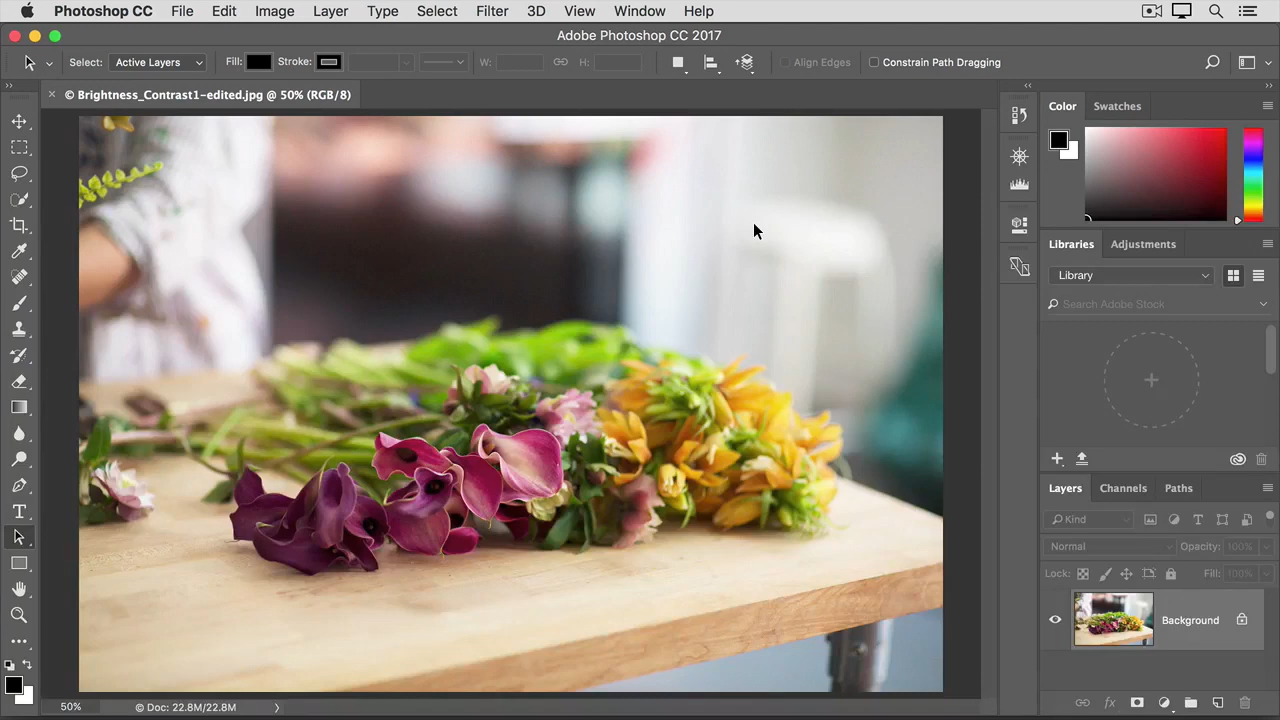 Photoshop CC File Edit Image Layer Type Select Filter 3D View Window Help
Adobe Photoshop CC 2017
Select: Active Layers Fill: Stroke: W: H: Align Edges Constrain Path Dragging
× © Brightness_Contrast1-edited.jpg @ 50% (RGB/8)
Color Swatches
Libraries Adjustments
Library
Search Adobe Stock
Layers Channels Paths
Kind
Normal Opacity: 100%
Lock: Fill: 100%
Background
50% © Doc: 22.8M/22.8M